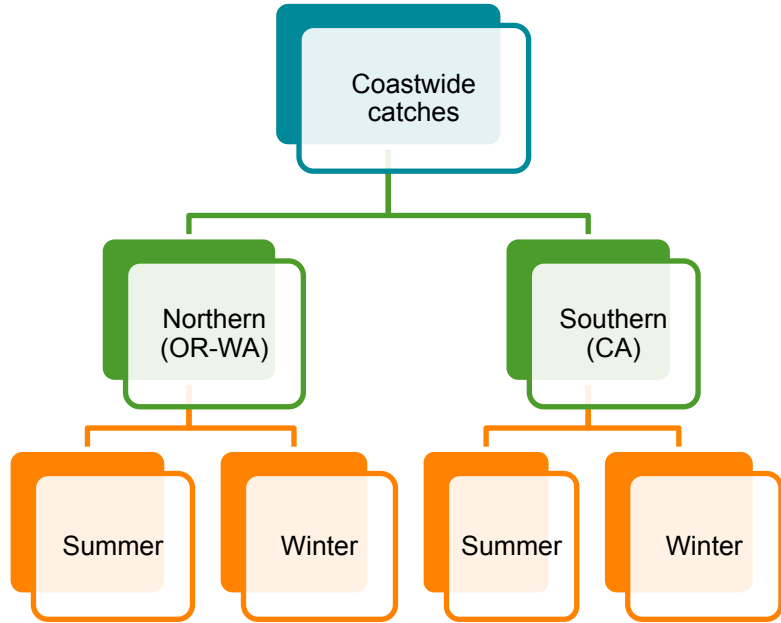 Coastwide
catches
Northern
(OR-WA)
Southern
(CA)
Summer
Winter
Summer
Winter